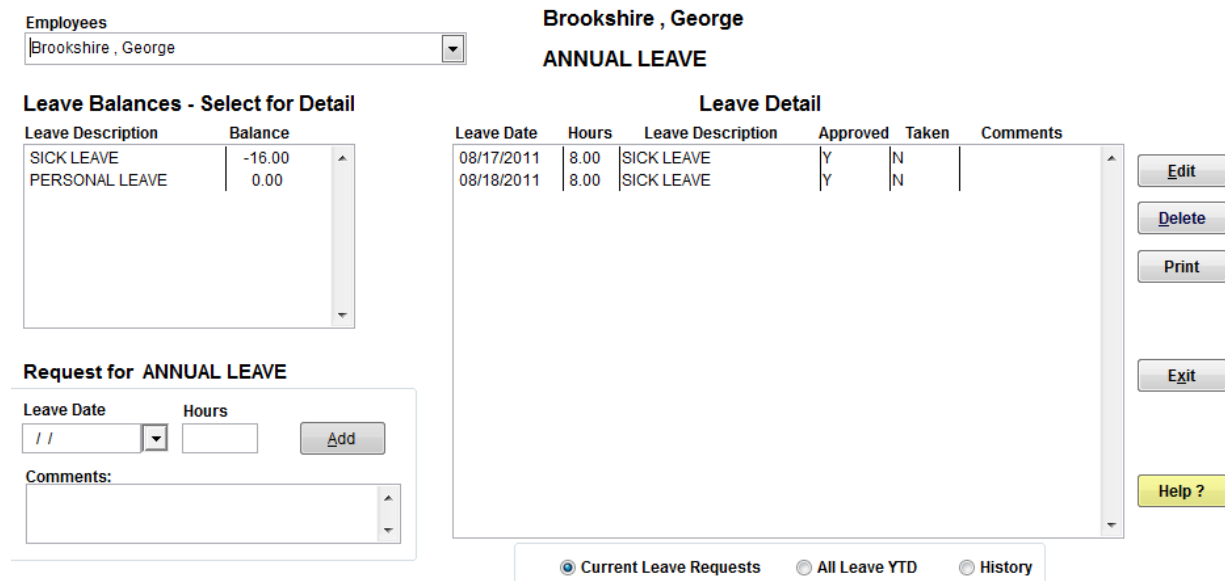 Employees
Brookshire , George
Brookshire , George
ANNUAL LEAVE
Leave Balances - Select for Detail
Leave Description Balance
SICK LEAVE -16.00
PERSONAL LEAVE 0.00
Leave Detail
Leave Date Hours Leave Description Approved Taken Comments
08/17/2011 8.00 SICK LEAVE Y N
08/18/2011 8.00 SICK LEAVE Y N
Edit
Delete
Print
Exit
Help ?
Request for ANNUAL LEAVE
Leave Date Hours
/ /
Add
Comments:
Current Leave Requests All Leave YTD History